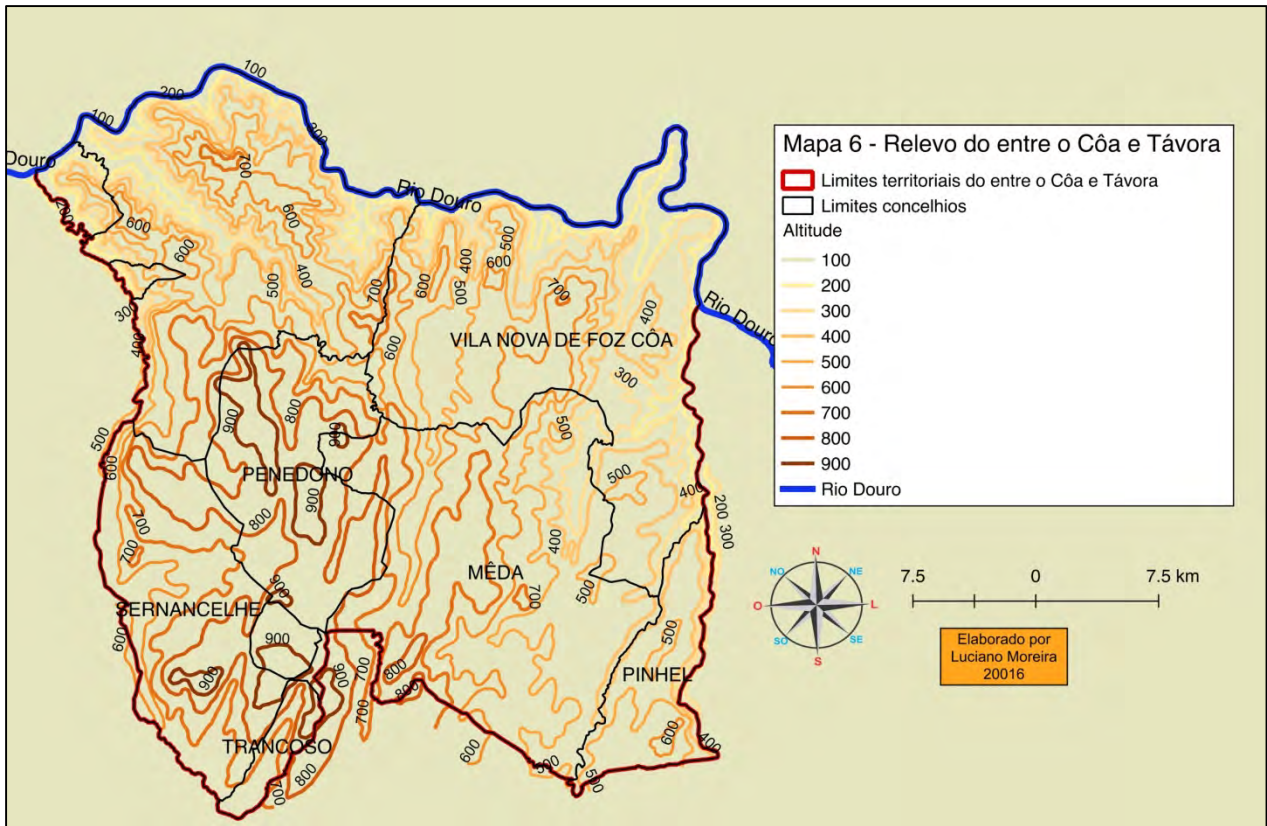 Mapa 6 - Relevo do entre o Côa e Távora
Limites territoriais do entre o Côa e Távora
Limites concelhios
Altitude
100
200
300
400
500
600
700
800
900
Rio Douro
N
NO
NE
O
L
SO
SE
S
7.5
0
7.5 km
Elaborado por
Luciano Moreira
20016
100
200
100
200
Douro
700
Rio Douro
200
600
600
600
500
400
700
600
400
500
500
600
700
400
Rio Douro
300
400
600
VILA NOVA DE FOZ CÔA
300
900
800
900
500
500
600
PENEDONO
900
500
400
200
300
700
800
700
400
MÊDA
700
500
900
SERNANCELHE
600
900
500
900
700
900
800
800
PINHEL
TRANCOSO
800
700
700
600
500
500
600
400